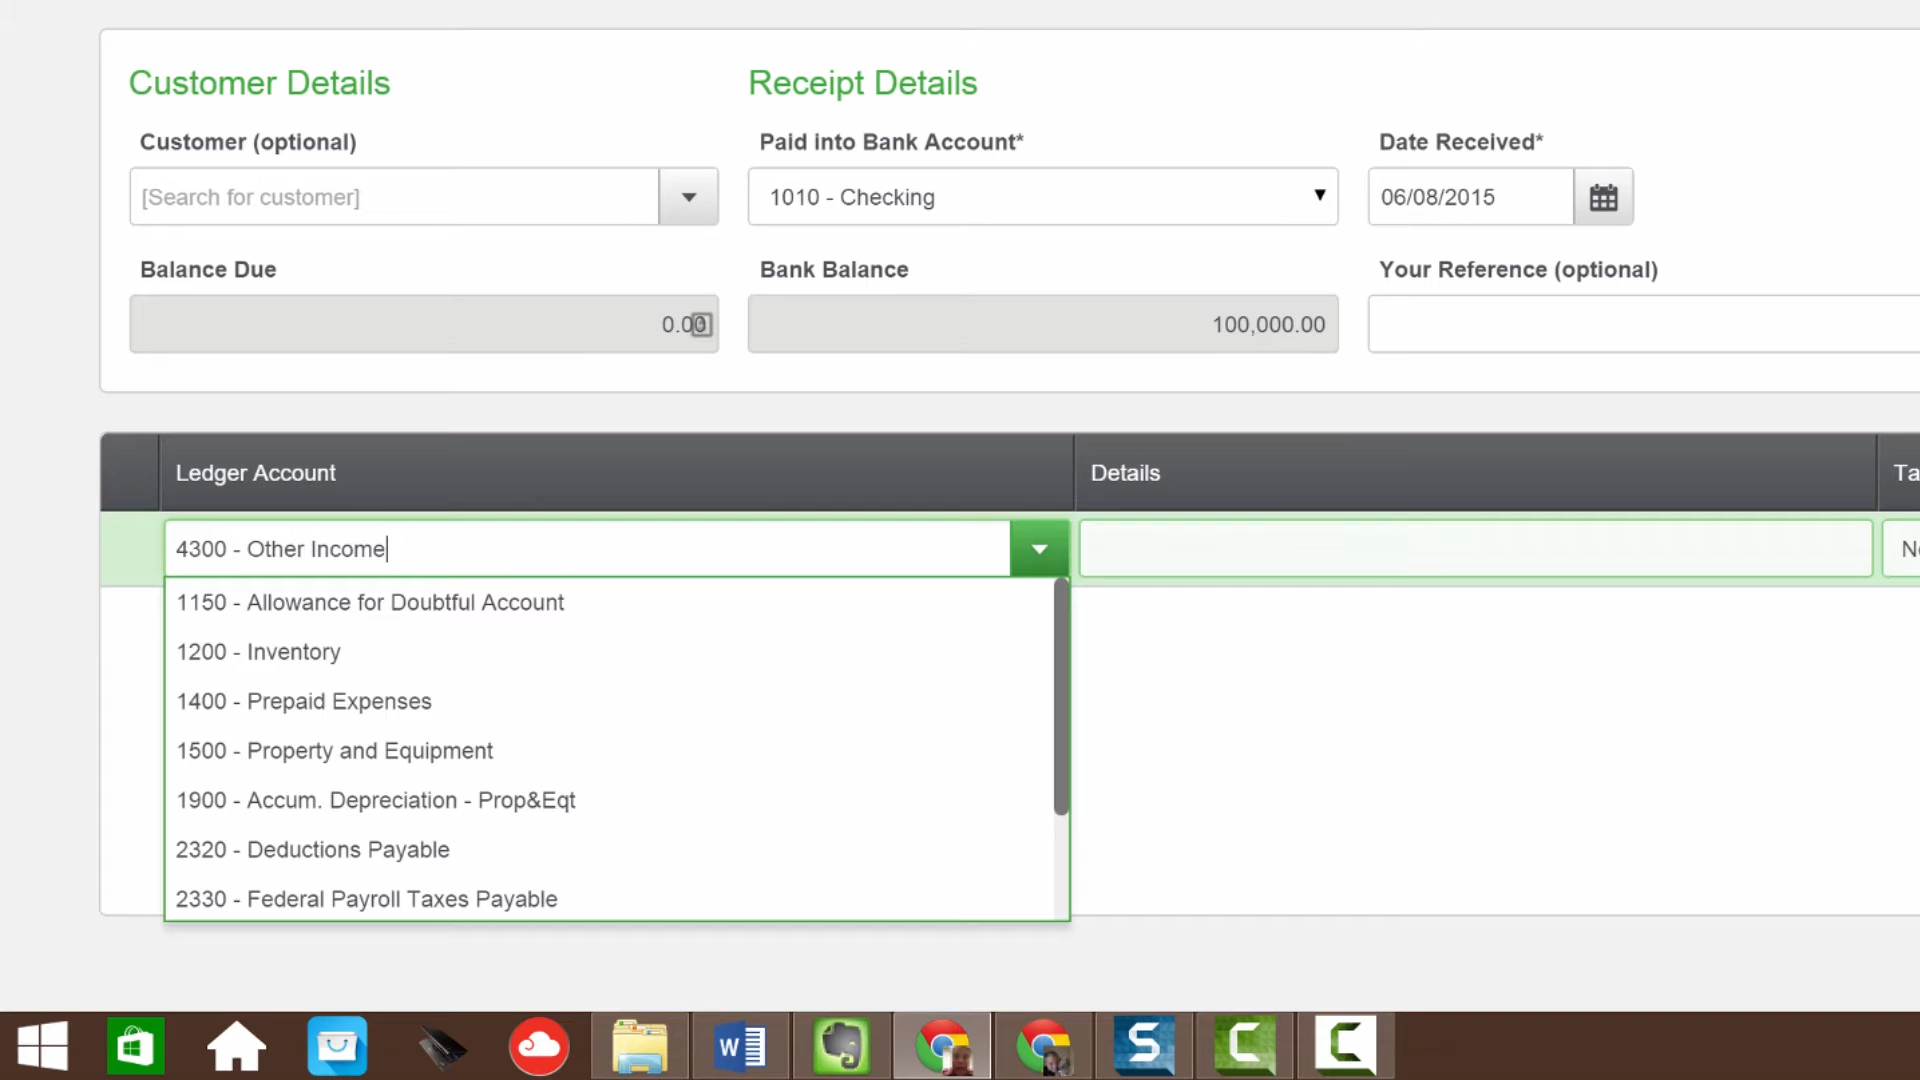 Customer Details
Receipt Details
Customer (optional)
Paid into Bank Account*
Date Received*
[Search for customer]
1010 - Checking
06/08/2015
Balance Due
Bank Balance
Your Reference (optional)
0.00
100,000.00
Ledger Account
Details
Ta
4300 - Other Income
No
1150 - Allowance for Doubtful Account
1200 - Inventory
1400 - Prepaid Expenses
1500 - Property and Equipment
1900 - Accum. Depreciation - Prop&Eqt
2320 - Deductions Payable
2330 - Federal Payroll Taxes Payable
W
S
C
C